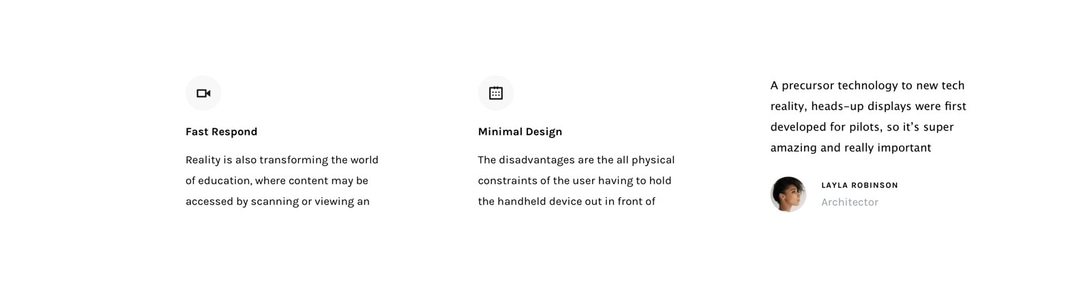 Fast Respond
Reality is also transforming the world
of education, where content may be
accessed by scanning or viewing an
Minimal Design
The disadvantages are the all physical
constraints of the user having to hold
the handheld device out in front of
A precursor technology to new tech
reality, heads-up displays were first
developed for pilots, so it's super
amazing and really important
LAYLA ROBINSON
Architector